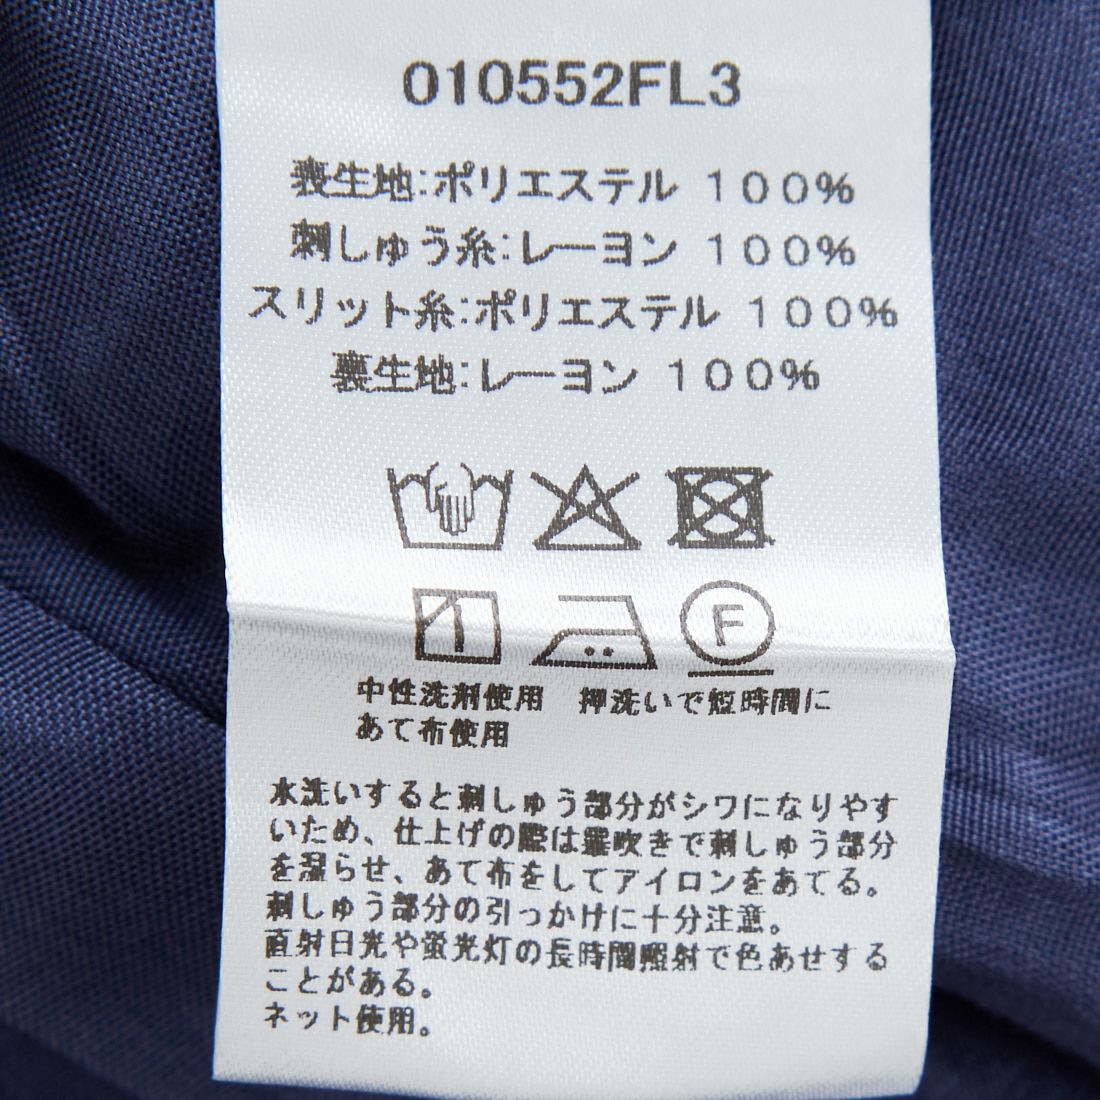 010552FL3
表生地:ポリエステル 100%
刺しゅう糸:レーヨン 100%
スリット糸:ポリエステル 100%
裏生地:レーヨン 100%
F
中性洗剤使用 押洗いで短時間に
あて布使用
水洗いすると刺しゅう部分がシワになりやす
いため、仕上げの際は霧吹きで刺しゅう部分
を湿らせ、あて布をしてアイロンをあてる。
刺しゅう部分の引っかけに十分注意。
直射日光や蛍光灯の長時間照射で色あせする
ことがある。
ネット使用。